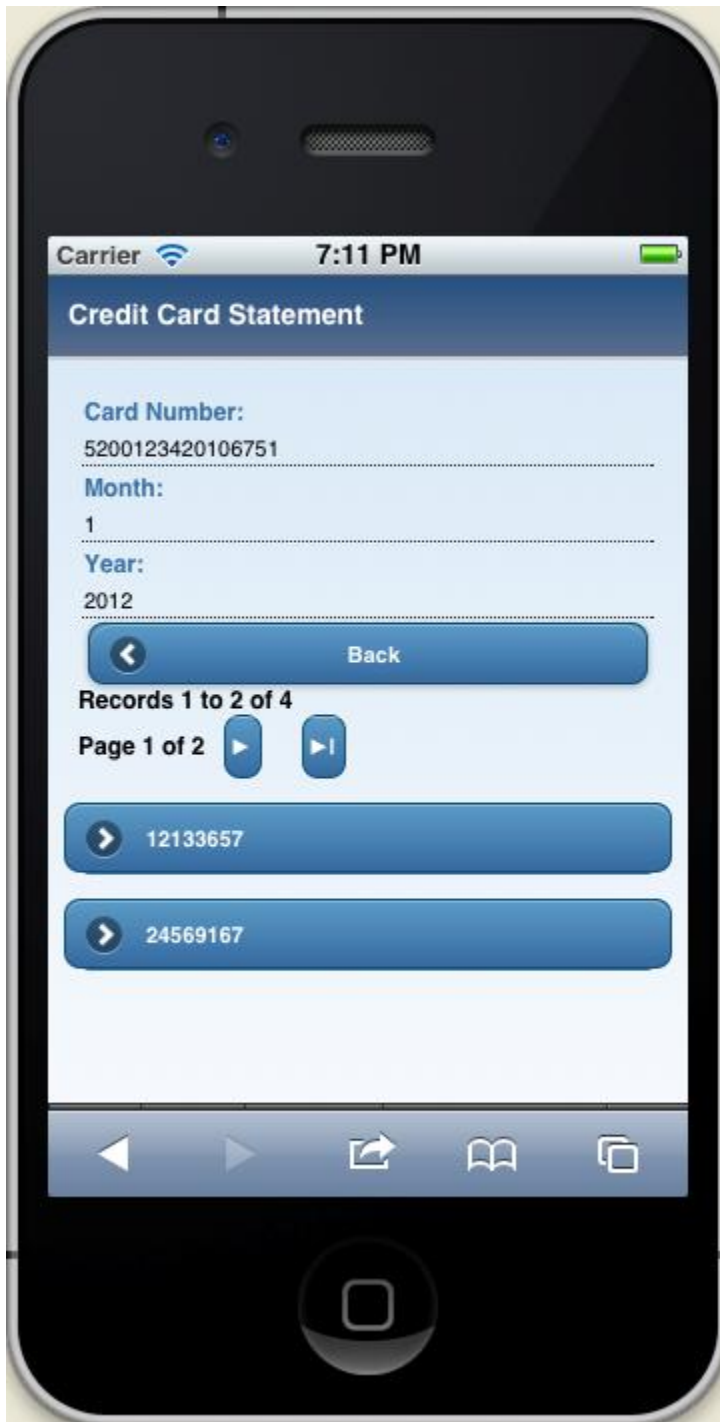 Carrier 7:11 PM
Credit Card Statement
Card Number:
5200123420106751
Month:
1
Year:
2012
Back
Records 1 to 2 of 4
Page 1 of 2
12133657
24569167